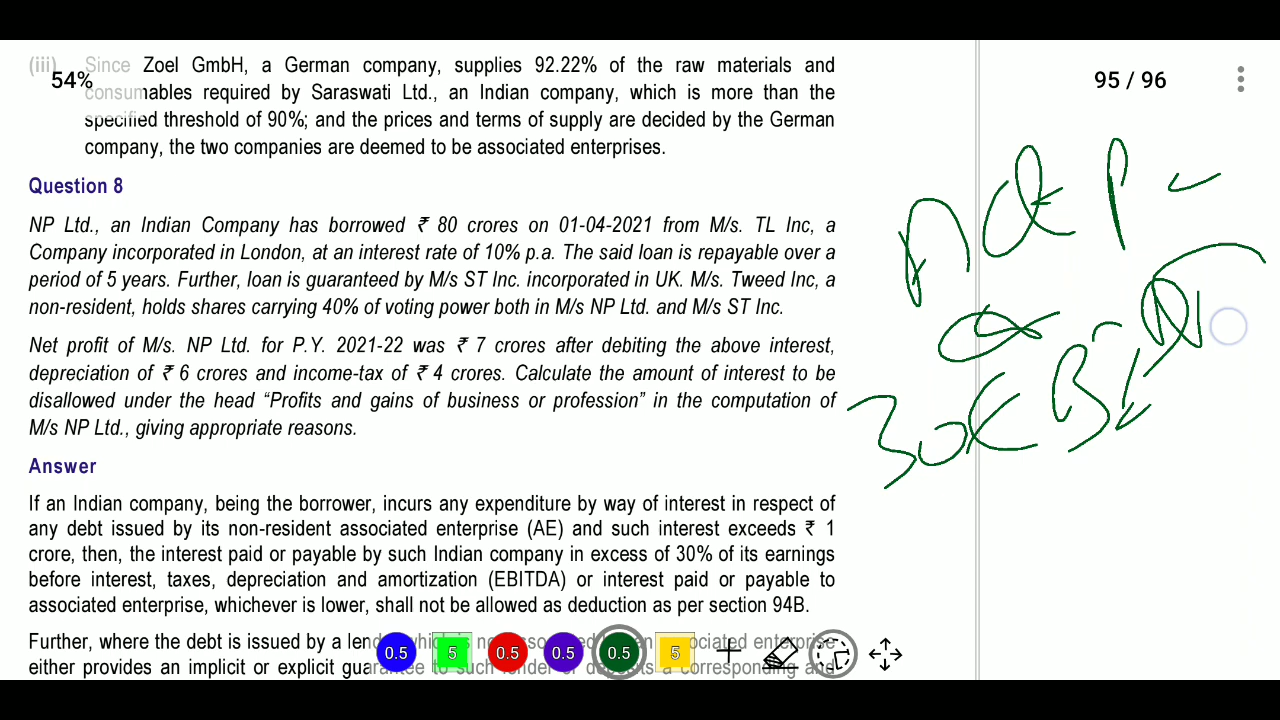 (iii) Since Zoel GmbH, a German company, supplies 92.22% of the raw materials and
54%
95 / 96
consumables required by Saraswati Ltd., an Indian company, which is more than the
specified threshold of 90%; and the prices and terms of supply are decided by the German
company, the two companies are deemed to be associated enterprises.
Question 8
NP Ltd., an Indian Company has borrowed ₹ 80 crores on 01-04-2021 from M/s. TL Inc, a
Company incorporated in London, at an interest rate of 10% p.a. The said loan is repayable over a
period of 5 years. Further, loan is guaranteed by M/s ST Inc. incorporated in UK. M/s. Tweed Inc, a
non-resident, holds shares carrying 40% of voting power both in M/s NP Ltd. and M/s ST Inc.
Net profit of M/s. NP Ltd. for P.Y. 2021-22 was ₹ 7 crores after debiting the above interest,
depreciation of ₹ 6 crores and income-tax of ₹ 4 crores. Calculate the amount of interest to be
disallowed under the head “Profits and gains of business or profession” in the computation of
M/s NP Ltd., giving appropriate reasons.
Answer
If an Indian company, being the borrower, incurs any expenditure by way of interest in respect of
any debt issued by its non-resident associated enterprise (AE) and such interest exceeds ₹ 1
crore, then, the interest paid or payable by such Indian company in excess of 30% of its earnings
before interest, taxes, depreciation and amortization (EBITDA) or interest paid or payable to
associated enterprise, whichever is lower, shall not be allowed as deduction as per section 94B.
Further, where the debt is issued by a
either provides an implicit or explicit
0.5 5 0.5 0.5 0.5 5